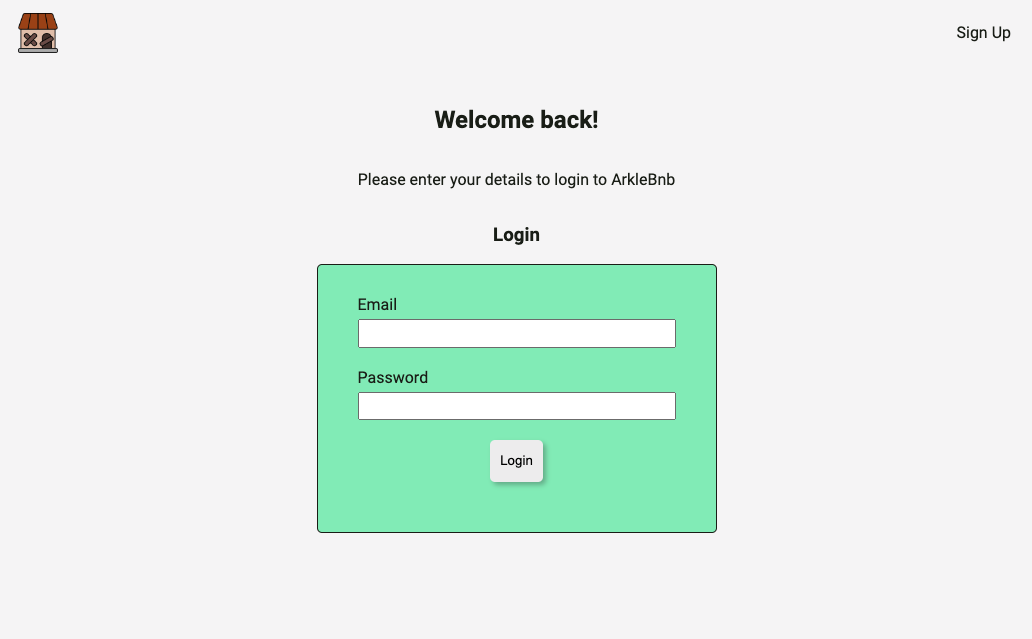 Sign Up
Welcome back!
Please enter your details to login to ArkleBnb
Login
Email
Password
Login